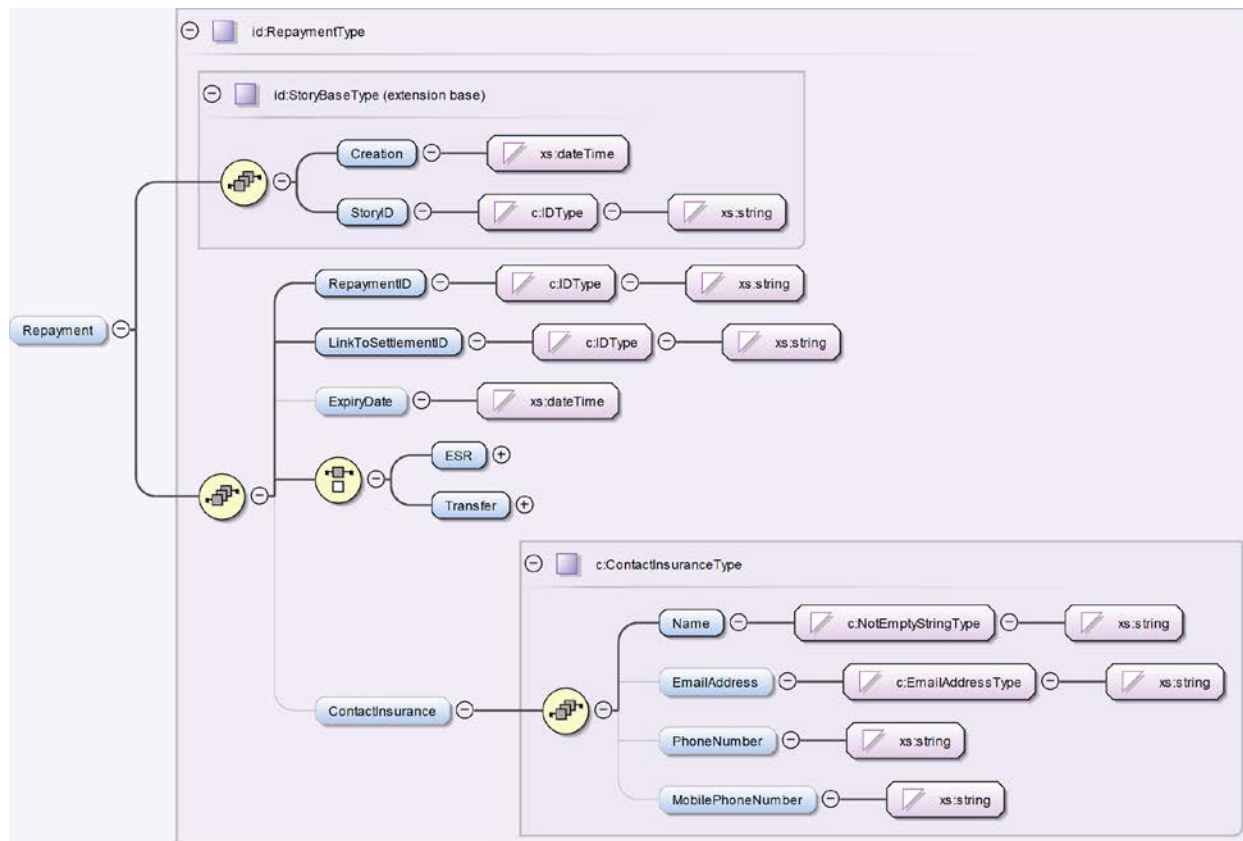 id:RepaymentType
id:StoryBaseType (extension base)
Creation xs:dateTime
StoryID c:IDType xs:string
RepaymentID c:IDType xs:string
Repayment
LinkToSettlementID c:IDType xs:string
ExpiryDate xs:dateTime
ESR
Transfer
c:ContactInsuranceType
Name c:NotEmptyStringType xs:string
EmailAddress c:EmailAddressType xs:string
ContactInsurance
PhoneNumber xs:string
MobilePhoneNumber xs:string